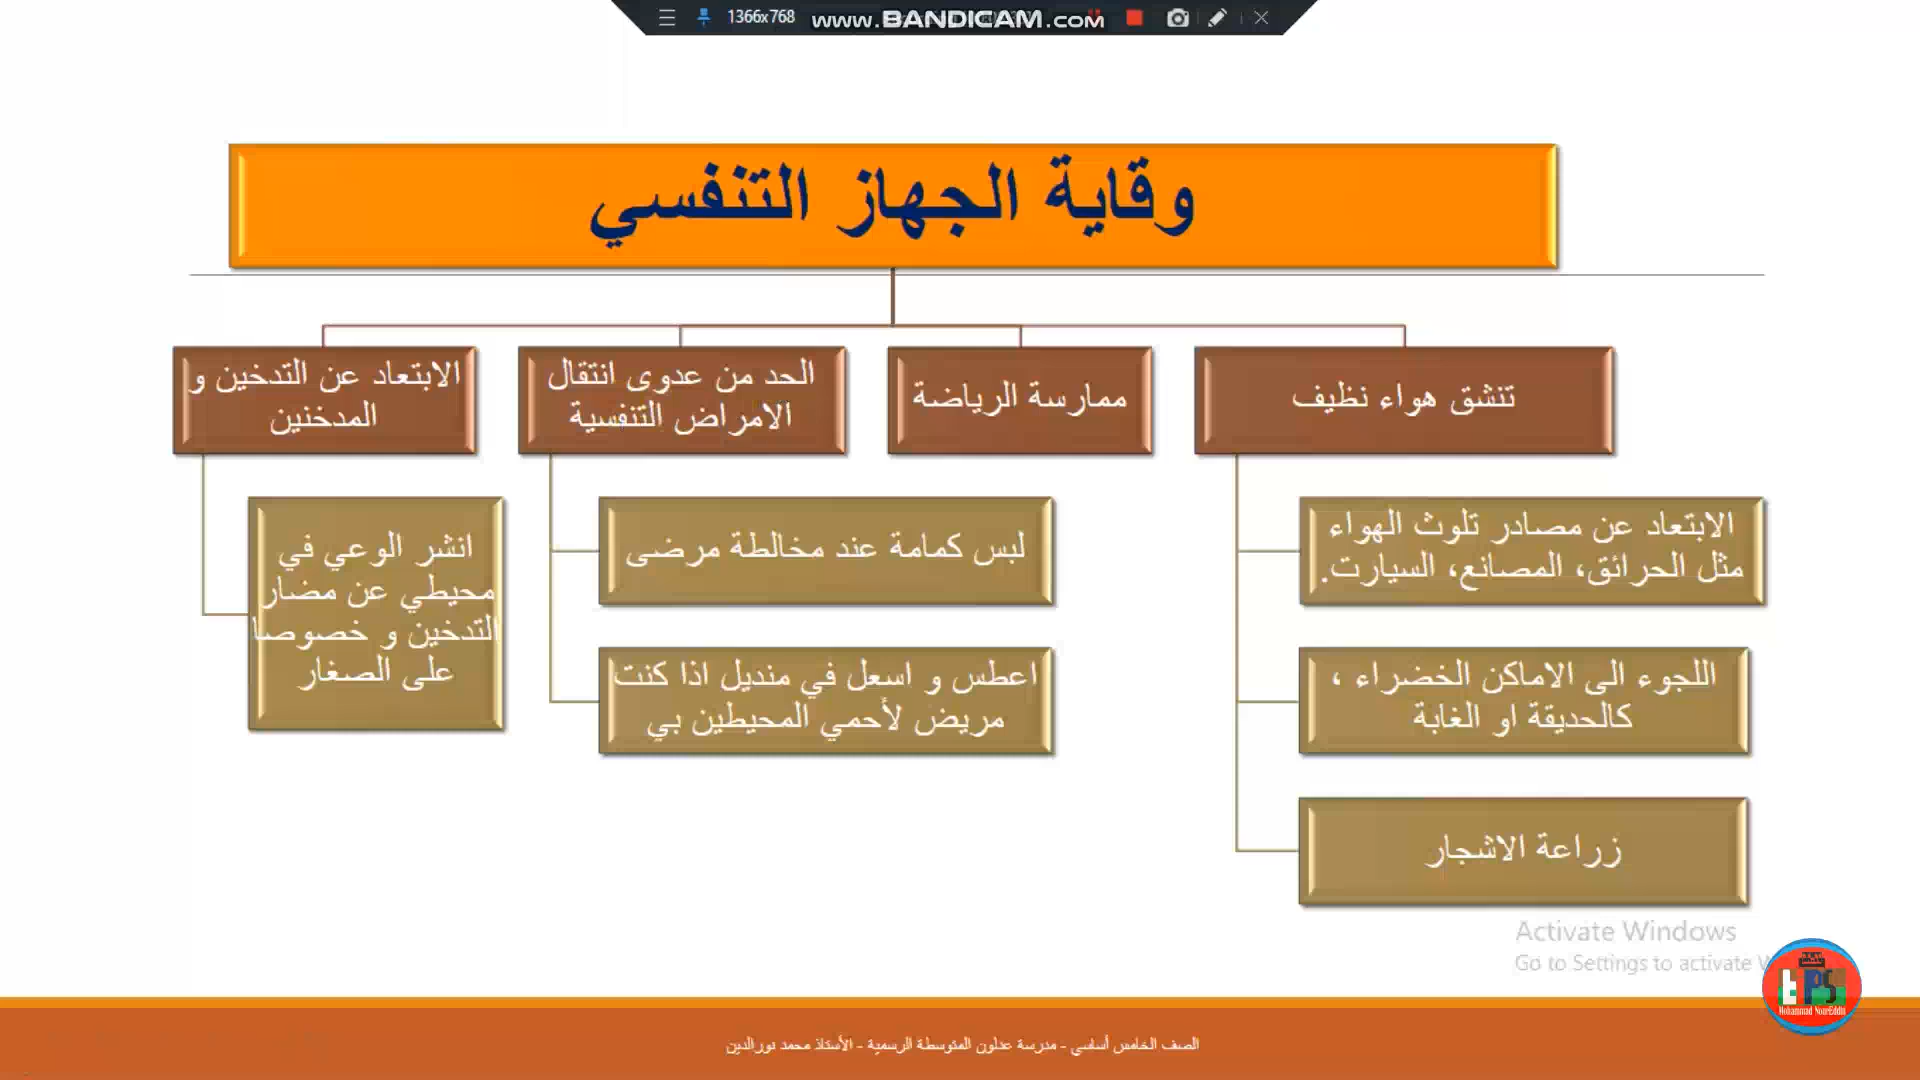 1366x768
www.BANDICAM.com
وقاية الجهاز التنفسي
تنشق هواء نظيف
الابتعاد عن مصادر تلوث الهواء
مثل الحرائق، المصانع، السيارت.
اللجوء الى الاماكن الخضراء ،
كالحديقة او الغابة
زراعة الاشجار
ممارسة الرياضة
الحد من عدوى انتقال
الامراض التنفسية
لبس كمامة عند مخالطة مرضى
اعطس و اسعل في منديل اذا كنت
مريض لأحمي المحيطين بي
الابتعاد عن التدخين و
المدخنين
انشر الوعي في
محيطي عن مضار
التدخين و خصوصا
على الصغار
Activate Windows
Go to Settings to activate
EPS
Mohammad NourEddin
الصف الخامس أساسي - مدرسة عدلون المتوسطة الرسمية - الأستاذ محمد نورالدين